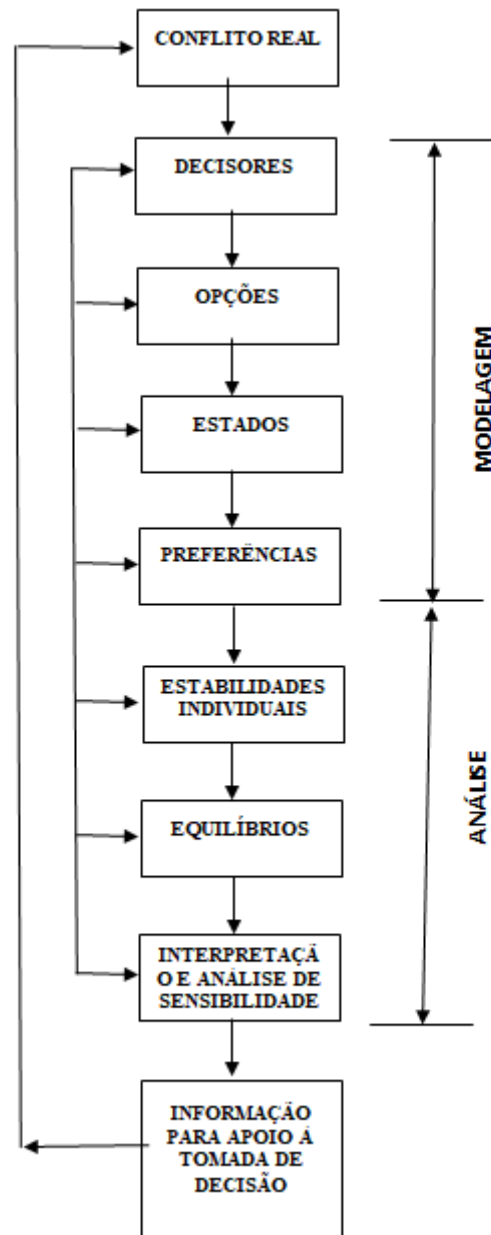 CONFLITO REAL
DECISORES
OPÇÕES
ESTADOS
PREFERÊNCIAS
MODELAGEM
ESTABILIDADES
INDIVIDUAIS
EQUILÍBRIOS
INTERPRETAÇÃ
O E ANÁLISE DE
SENSIBILIDADE
ANÁLISE
INFORMAÇÃO
PARA APOIO Á
TOMADA DE
DECISÃO